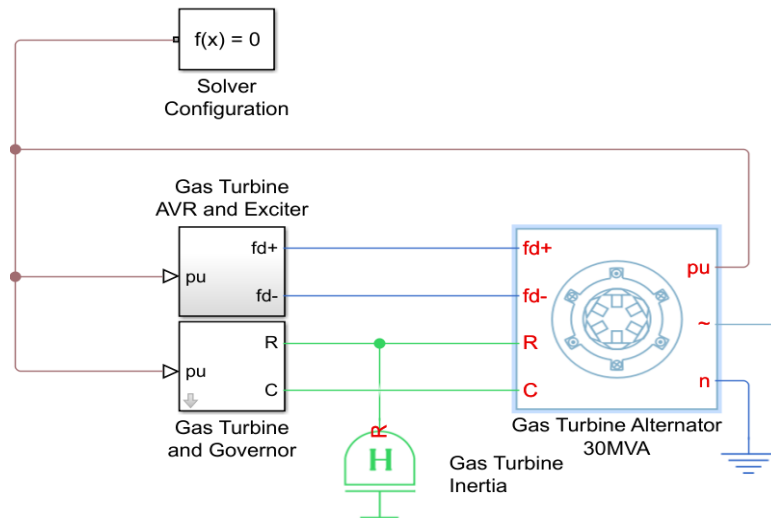 f(x) = 0
Solver
Configuration
Gas Turbine
AVR and Exciter
pu
fd+
fd-
fd+
fd-
R
C
pu
~
n
pu
R
C
Gas Turbine
and Governor
R
H
Gas Turbine
Inertia
Gas Turbine Alternator
30MVA